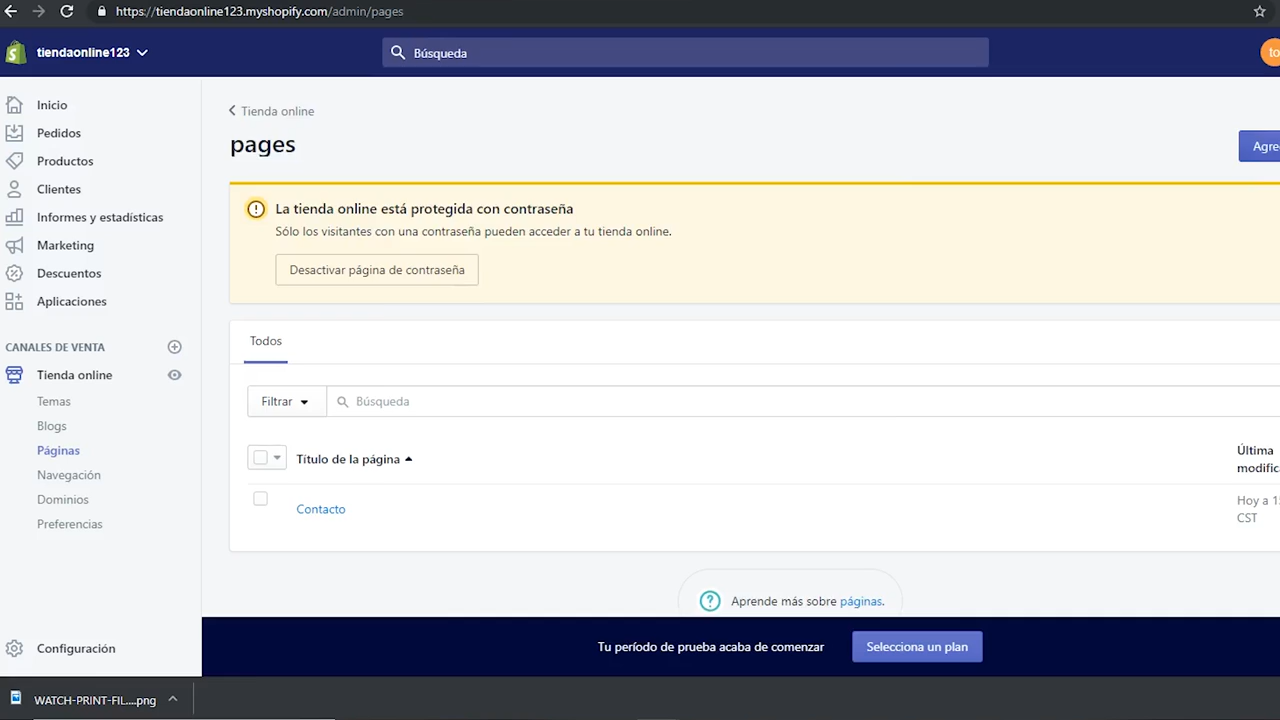 https://tiendaonline123.myshopify.com/admin/pages
tiendaonline123
Búsqueda
to
Inicio
Pedidos
Productos
Clientes
Informes y estadísticas
Marketing
Descuentos
Aplicaciones
CANALES DE VENTA
Tienda online
Temas
Blogs
Páginas
Navegación
Dominios
Preferencias
Configuración
Tienda online
pages
Agre
La tienda online está protegida con contraseña
Sólo los visitantes con una contraseña pueden acceder a tu tienda online.
Desactivar página de contraseña
Todos
Filtrar
Búsqueda
Título de la página
Última
modific
Contacto
Hoy a 1
CST
Aprende más sobre páginas.
Tu período de prueba acaba de comenzar
Selecciona un plan
WATCH-PRINT-FIL....png